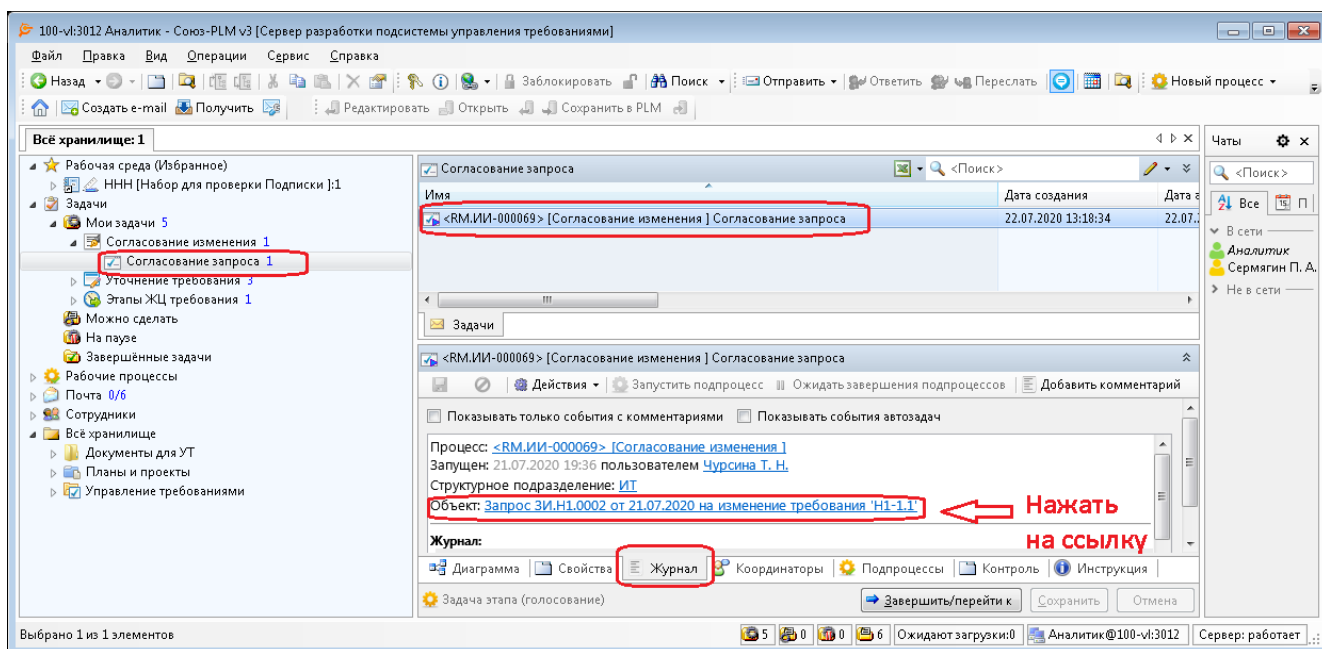 100-vl:3012 Аналитик - Союз-PLM v3 [Сервер разработки подсистемы управления требованиями]
Файл Правка Вид Операции Сервис Справка
Назад Заблокировать Поиск Отправить Ответить Переслать Новый процесс
Создать e-mail Получить Редактировать Открыть Сохранить в PLM
Всё хранилище: 1
Рабочая среда (Избранное)
ННН [Набор для проверки Подписки ]:1
Задачи
Мои задачи 5
Согласование изменения 1
Согласование запроса 1
Уточнение требования 3
Этапы ЖЦ требования 1
Можно сделать
На паузе
Завершённые задачи
Рабочие процессы
Почта 0/6
Сотрудники
Всё хранилище
Документы для УТ
Планы и проекты
Управление требованиями
Согласование запроса <Поиск>
Имя Дата создания Дата
<RM.ИИ-000069> [Согласование изменения ] Согласование запроса 22.07.2020 13:18:34 22.07.
Задачи
<RM.ИИ-000069> [Согласование изменения ] Согласование запроса
Действия Запустить подпроцесс Ожидать завершения подпроцессов Добавить комментарий
Показывать только события с комментариями Показывать события автозадач
Процесс: <RM.ИИ-000069> [Согласование изменения ]
Запущен: 21.07.2020 19:36 пользователем Чурсина Т. Н.
Структурное подразделение: ИТ
Объект: Запрос ЗИ.Н1.0002 от 21.07.2020 на изменение требования 'Н1-1.1'
Нажать
на ссылку
Журнал:
Диаграмма Свойства Журнал Координаторы Подпроцессы Контроль Инструкция
Задача этапа (голосование) Завершить/перейти к Сохранить Отмена
Чаты
<Поиск>
Все 15 П
В сети
Аналитик
Сермягин П. А.
Не в сети
Выбрано 1 из 1 элементов 5 0 0 6 Ожидают загрузки:0 Аналитик@100-vl:3012 Сервер: работает